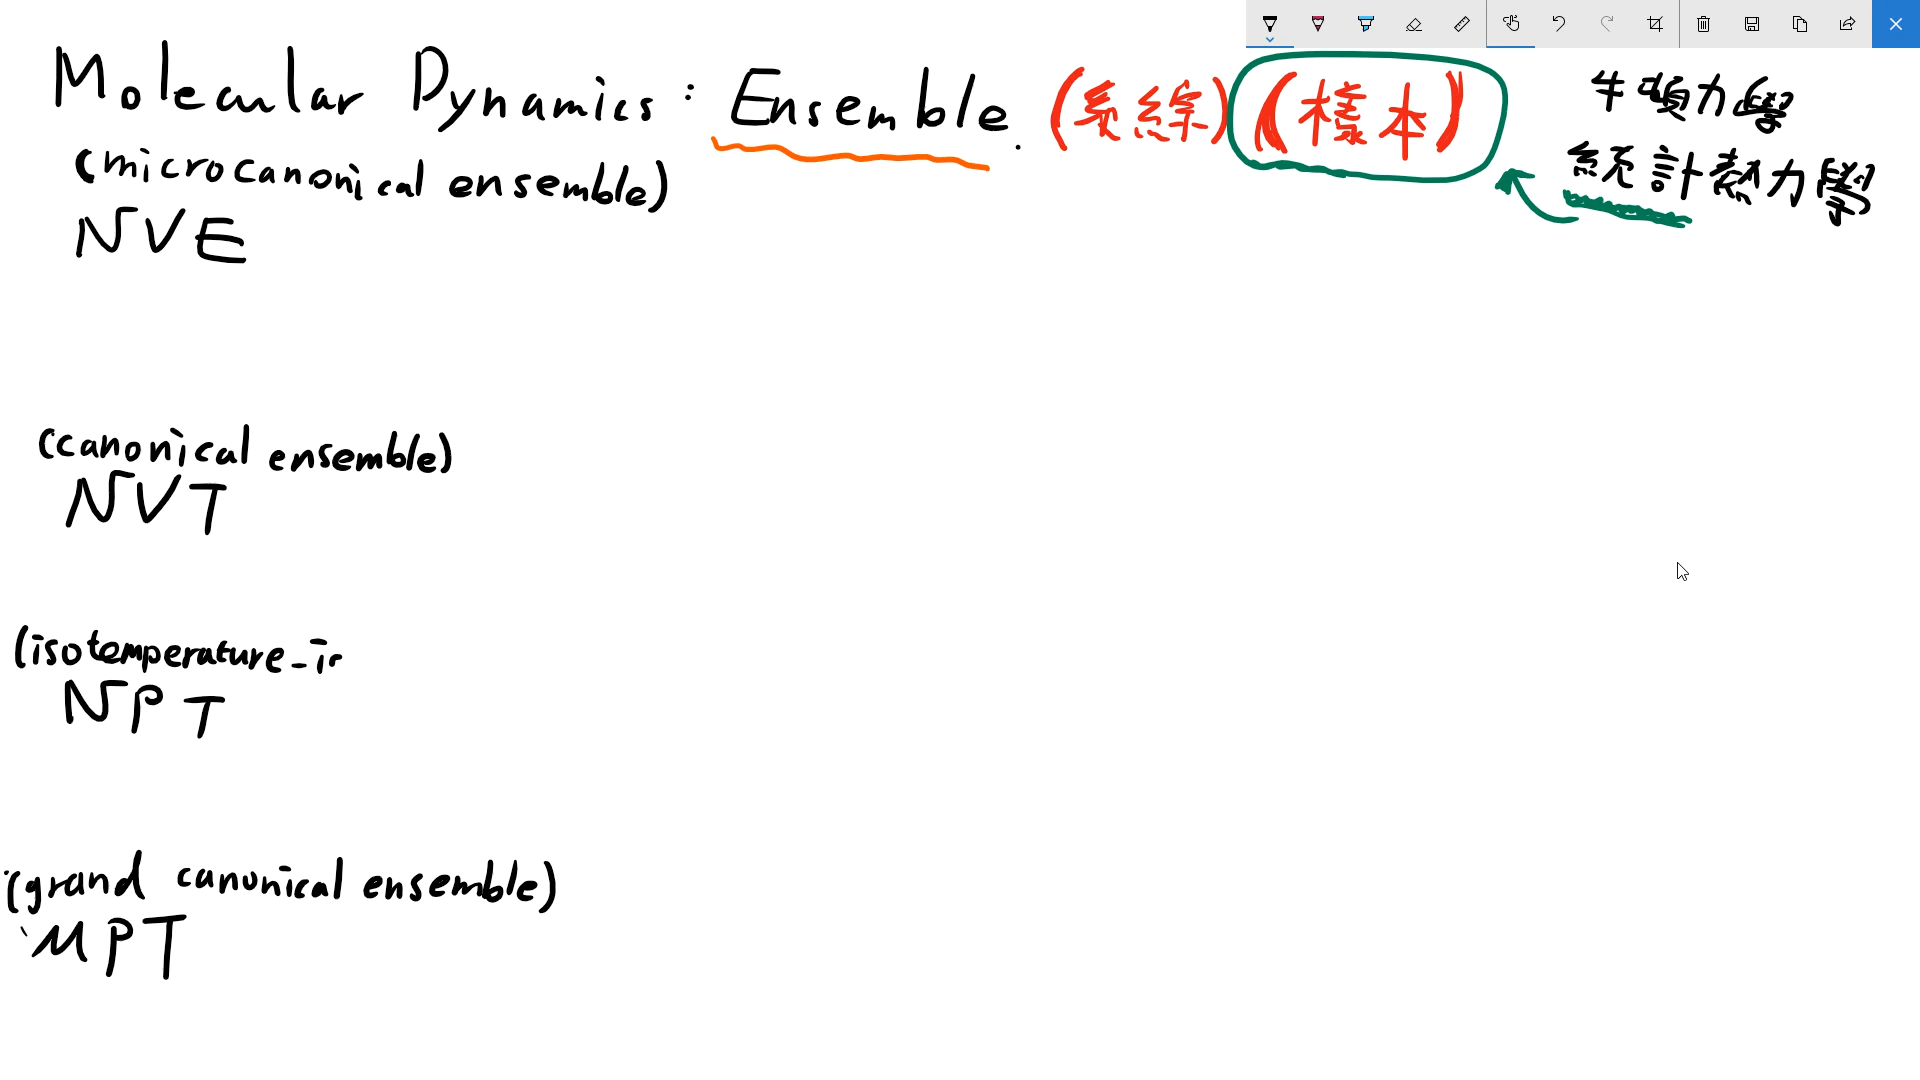 Molecular Dynamics : Ensemble. (系綜) (樣本)
牛頓力學
統計熱力學
(microcanonical ensemble)
NVE
(canonical ensemble)
NVT
(isotemperature-i
NPT
(grand canonical ensemble)
μPT